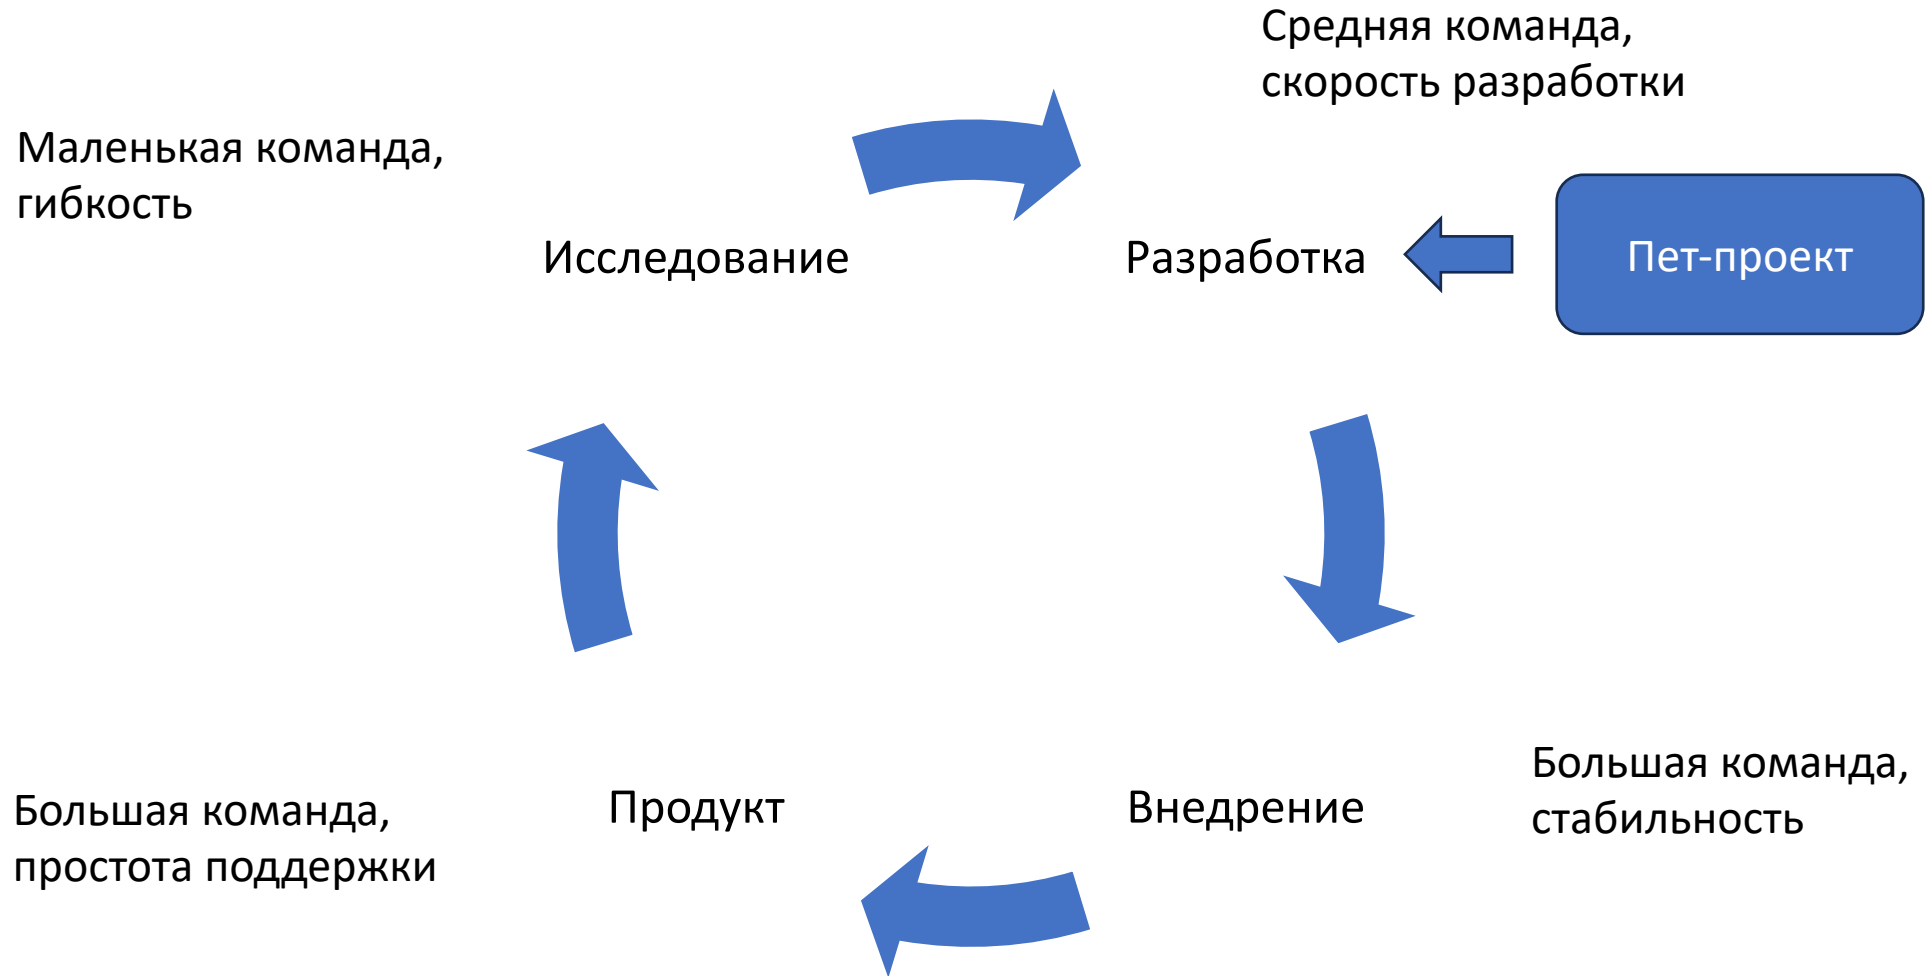 Средняя команда,
скорость разработки
Маленькая команда,
гибкость
Исследование
Разработка
Пет-проект
Большая команда,
простота поддержки
Продукт
Внедрение
Большая команда,
стабильность